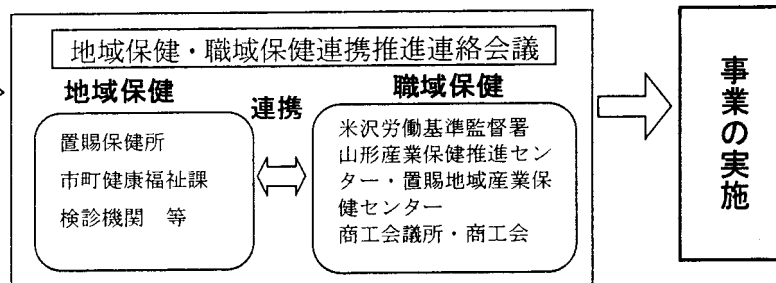 地域保健・職域保健連携推進連絡会議
地域保健
連携
職域保健
置賜保健所
市町健康福祉課
検診機関　等
米沢労働基準監督署
山形産業保健推進セン
ター・置賜地域産業保
健センター
商工会議所・商工会
事業の実施